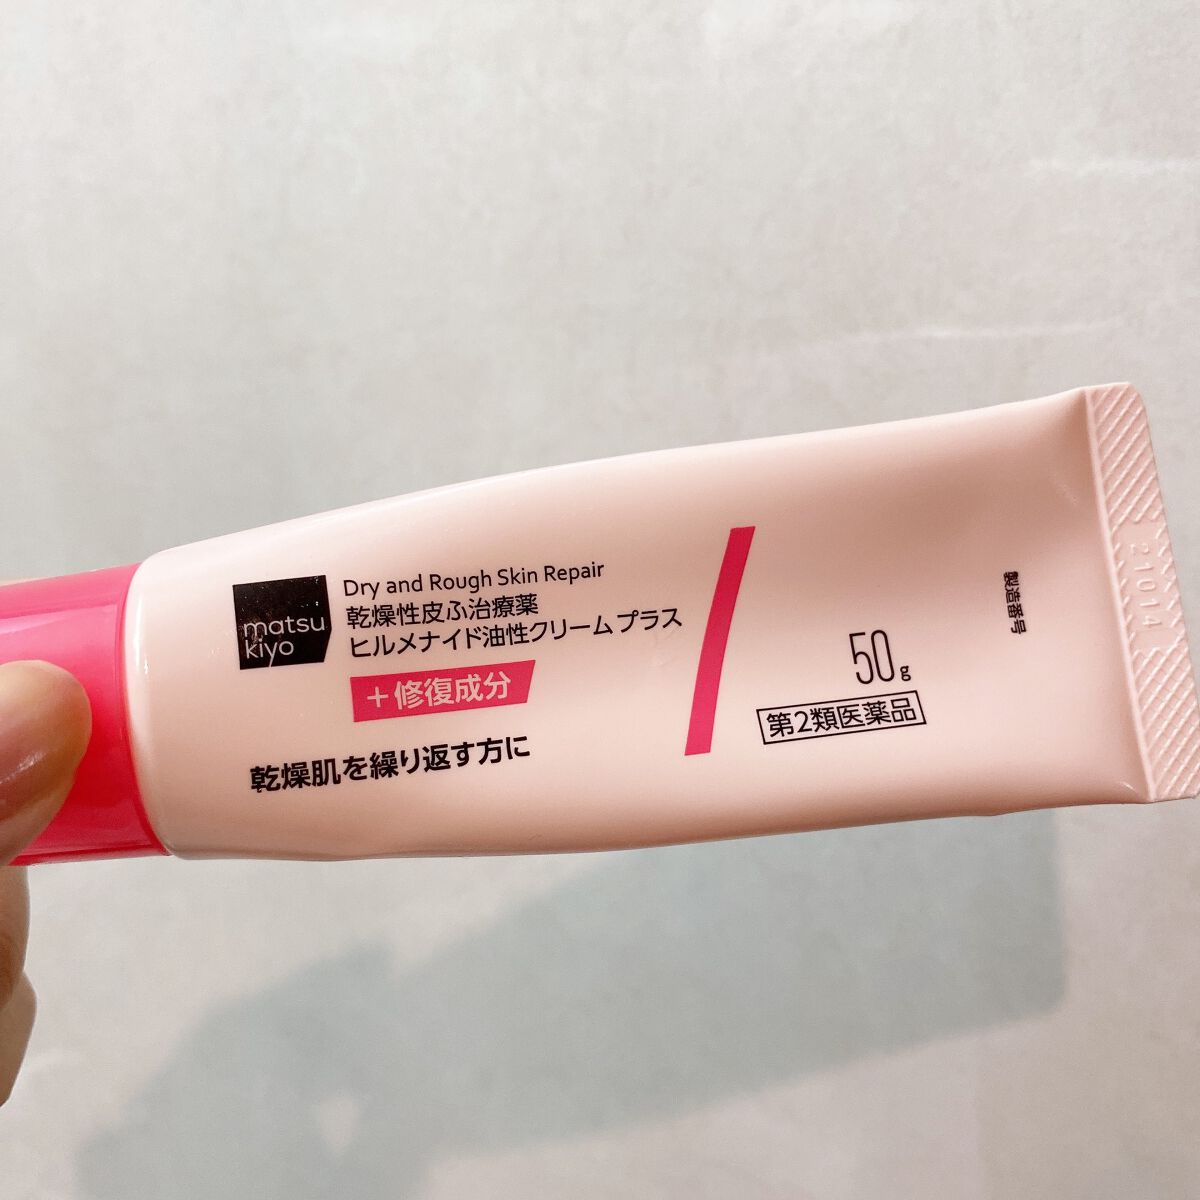 matsu
kiyo
Dry and Rough Skin Repair
乾燥性皮ふ治療薬
ヒルメナイド油性クリームプラス
+修復成分
乾燥肌を繰り返す方に
50g
第2類医薬品
製造番号
21014